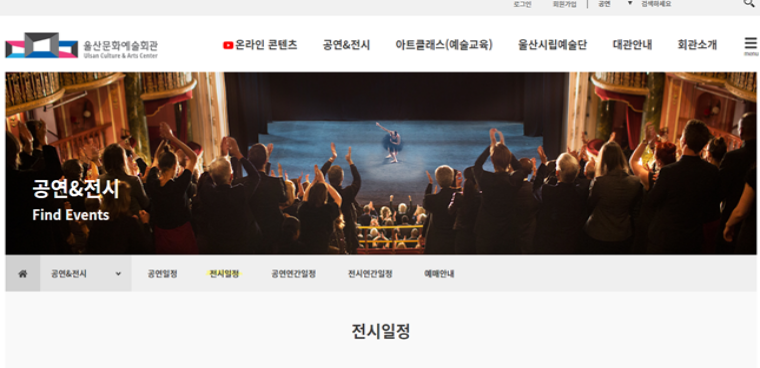 로그인 회원가입 | 공연 ▼ 검색하세요
울산문화예술회관
Ulsan Culture & Arts Center
온라인 콘텐츠 공연&전시 아트클래스(예술교육) 울산시립예술단 대관안내 회관소개
menu
공연&전시
Find Events
공연&전시 공연일정 전시일정 공연연간일정 전시연간일정 예매안내
전시일정